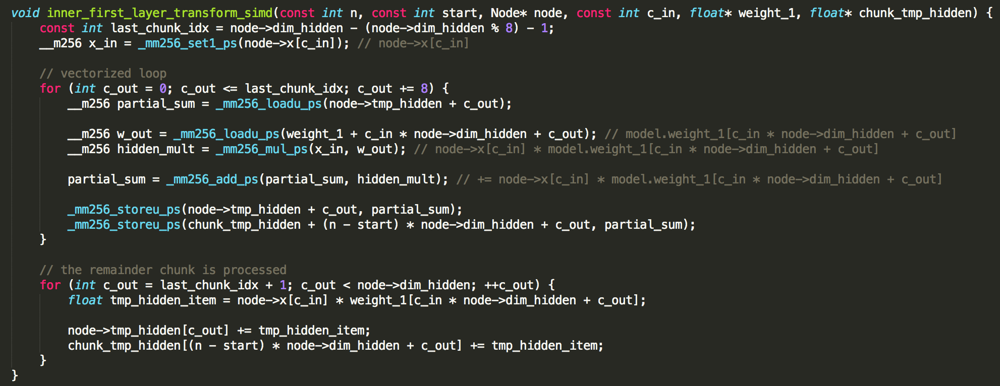 void inner_first_layer_transform_simd(const int n, const int start, Node* node, const int c_in, float* weight_1, float* chunk_tmp_hidden) {
    const int last_chunk_idx = node->dim_hidden - (node->dim_hidden % 8) - 1;
    __m256 x_in = _mm256_set1_ps(node->x[c_in]); // node->x[c_in]

    // vectorized loop
    for (int c_out = 0; c_out <= last_chunk_idx; c_out += 8) {
        __m256 partial_sum = _mm256_loadu_ps(node->tmp_hidden + c_out);

        __m256 w_out = _mm256_loadu_ps(weight_1 + c_in * node->dim_hidden + c_out); // model.weight_1[c_in * node->dim_hidden + c_out]
        __m256 hidden_mult = _mm256_mul_ps(x_in, w_out); // node->x[c_in] * model.weight_1[c_in * node->dim_hidden + c_out]

        partial_sum = _mm256_add_ps(partial_sum, hidden_mult); // += node->x[c_in] * model.weight_1[c_in * node->dim_hidden + c_out]

        _mm256_storeu_ps(node->tmp_hidden + c_out, partial_sum);
        _mm256_storeu_ps(chunk_tmp_hidden + (n - start) * node->dim_hidden + c_out, partial_sum);
    }

    // the remainder chunk is processed
    for (int c_out = last_chunk_idx + 1; c_out < node->dim_hidden; ++c_out) {
        float tmp_hidden_item = node->x[c_in] * weight_1[c_in * node->dim_hidden + c_out];

        node->tmp_hidden[c_out] += tmp_hidden_item;
        chunk_tmp_hidden[(n - start) * node->dim_hidden + c_out] += tmp_hidden_item;
    }
}